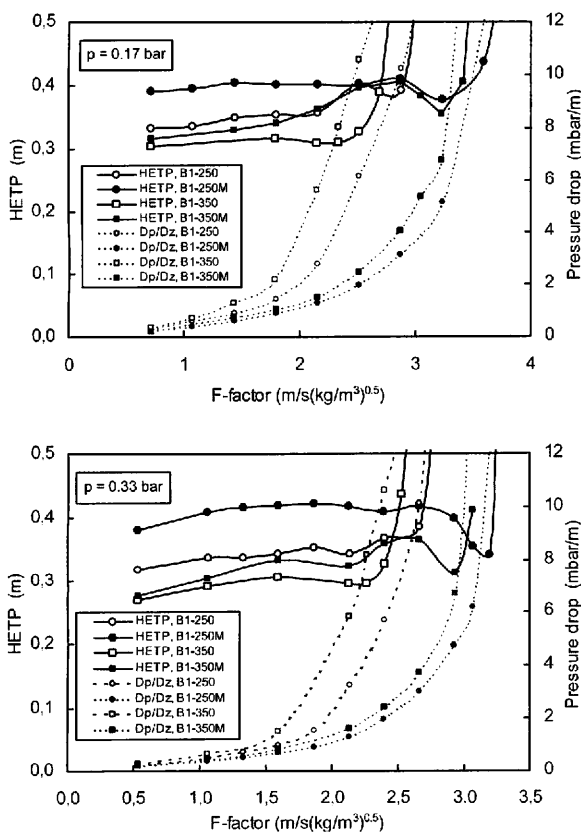 p = 0.17 bar
HETP (m)
Pressure drop (mbar/m)
0,5
0,4
0,3
0,2
0,1
0,0
12
10
8
6
4
2
0
HETP, B1-250
HETP, B1-250M
HETP, B1-350
HETP, B1-350M
Dp/Dz, B1-250
Dp/Dz, B1-250M
Dp/Dz, B1-350
Dp/Dz, B1-350M
0 1 2 3 4
F-factor (m/s(kg/m³)^0.5)
p = 0.33 bar
HETP (m)
Pressure drop (mbar/m)
0,5
0,4
0,3
0,2
0,1
0,0
12
10
8
6
4
2
0
HETP, B1-250
HETP, B1-250M
HETP, B1-350
HETP, B1-350M
Dp/Dz, B1-250
Dp/Dz, B1-250M
Dp/Dz, B1-350
Dp/Dz, B1-350M
0,0 0,5 1,0 1,5 2.0 2.5 3.0 3.5
F-factor (m/s(kg/m³)^0.5)